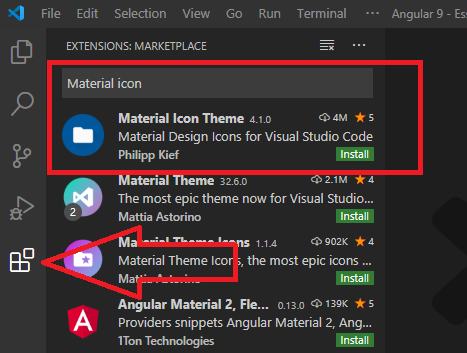 File Edit Selection View Go Run Terminal ... Angular 9 - Ess
EXTENSIONS: MARKETPLACE
Material icon
Material Icon Theme 4.1.0 4M 5
Material Design Icons for Visual Studio Code
Philipp Kief Install
Material Theme 32.6.0 2.1M 4
The most epic theme now for Visual Studio...
2
Mattia Astorino Install
Material Theme Icons 1.1.4 902K 4
Material Theme Icons, the most epic icons ...
Mattia Astorino Install
Angular Material 2, Fle... 0.13.0 139K 5
Providers snippets Angular Material 2, Ang...
1Ton Technologies Install